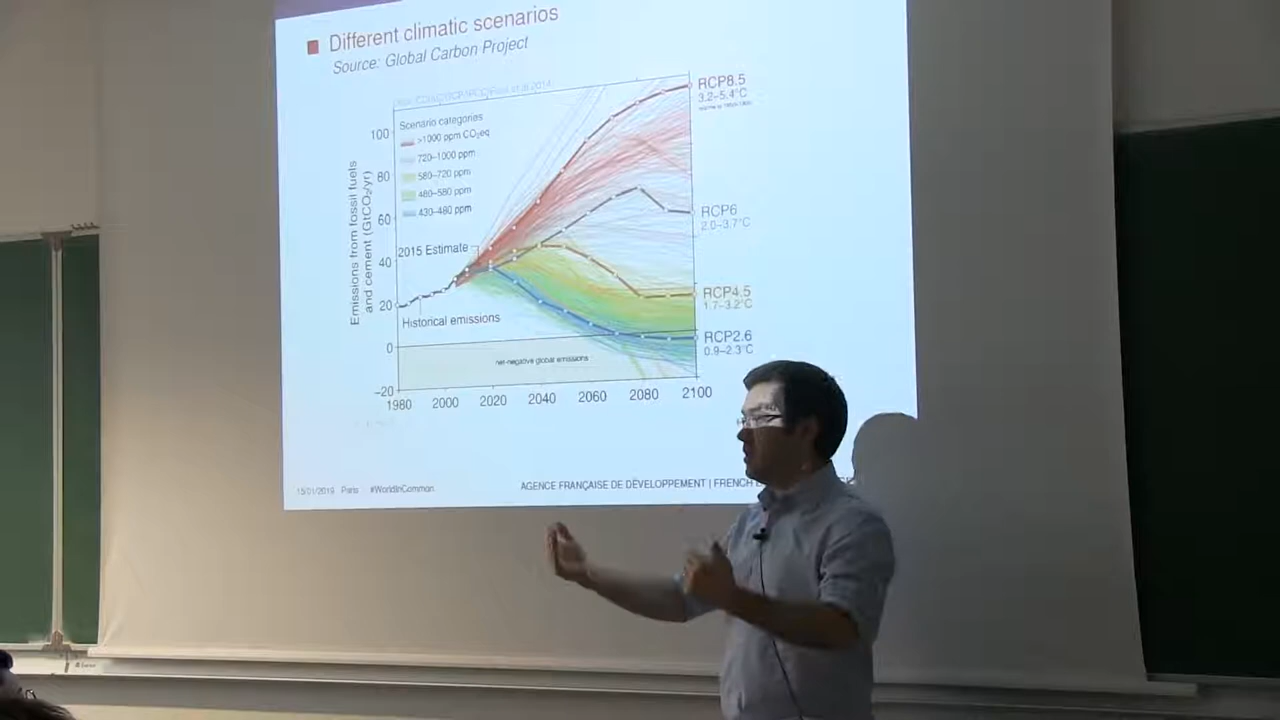 Different climatic scenarios
Source: Global Carbon Project
Scenario categories
>1000 ppm CO₂eq
720–1000 ppm
580–720 ppm
480–580 ppm
430–480 ppm
Emissions from fossil fuels
and cement (GtCO₂/yr)
100
80
60
40
20
0
−20
2015 Estimate
Historical emissions
net-negative global emissions
1980 2000 2020 2040 2060 2080 2100
RCP8.5
3.2–5.4°C
RCP6
2.0–3.7°C
RCP4.5
1.7–3.2°C
RCP2.6
0.9–2.3°C
15/01/2019 Paris #WorldInCommon
AGENCE FRANÇAISE DE DÉVELOPPEMENT | FRENCH